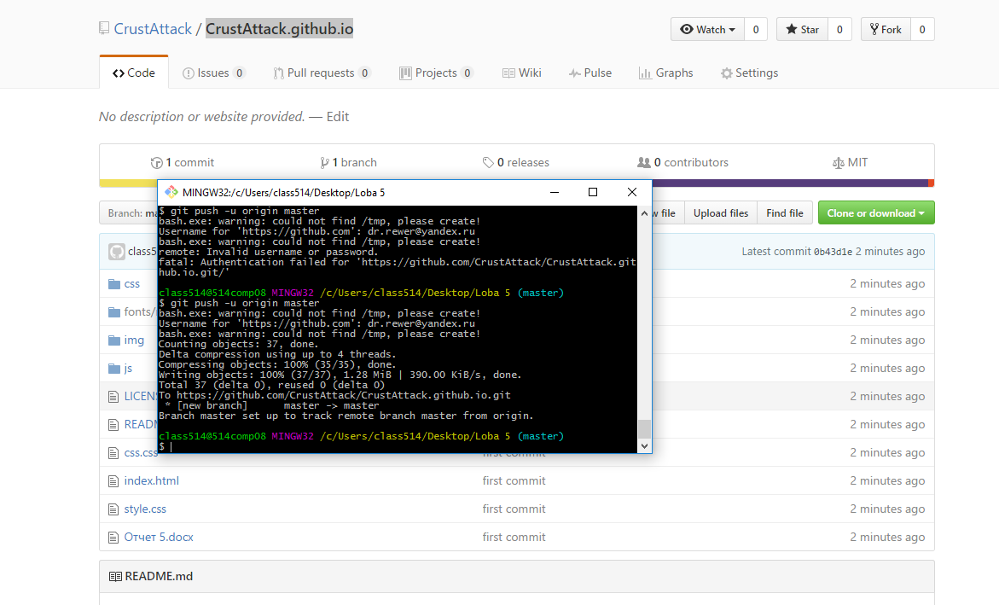 CrustAttack / CrustAttack.github.io
Watch 0 Star 0 Fork 0
Code Issues 0 Pull requests 0 Projects 0 Wiki Pulse Graphs Settings
No description or website provided. — Edit
1 commit 1 branch 0 releases 0 contributors MIT
Branch: file Upload files Find file Clone or download
Latest commit 0b43d1e 2 minutes ago
css 2 minutes ago
fonts/ 2 minutes ago
img 2 minutes ago
js 2 minutes ago
2 minutes ago
2 minutes ago
css.css first commit 2 minutes ago
index.html first commit 2 minutes ago
style.css first commit 2 minutes ago
Отчет 5.docx first commit 2 minutes ago
README.md
MINGW32:/c/Users/class514/Desktop/Loba 5
$ git push -u origin master
bash.exe: warning: could not find /tmp, please create!
Username for 'https://github.com': dr.rewer@yandex.ru
bash.exe: warning: could not find /tmp, please create!
remote: Invalid username or password.
fatal: Authentication failed for 'https://github.com/CrustAttack/CrustAttack.git
hub.io.git/'
class514@514comp08 MINGW32 /c/Users/class514/Desktop/Loba 5 (master)
$ git push -u origin master
bash.exe: warning: could not find /tmp, please create!
Username for 'https://github.com': dr.rewer@yandex.ru
bash.exe: warning: could not find /tmp, please create!
Counting objects: 37, done.
Delta compression using up to 4 threads.
Compressing objects: 100% (35/35), done.
Writing objects: 100% (37/37), 1.28 MiB | 390.00 KiB/s, done.
Total 37 (delta 0), reused 0 (delta 0)
To https://github.com/CrustAttack/CrustAttack.github.io.git
* [new branch] master -> master
Branch master set up to track remote branch master from origin.
class514@514comp08 MINGW32 /c/Users/class514/Desktop/Loba 5 (master)
$